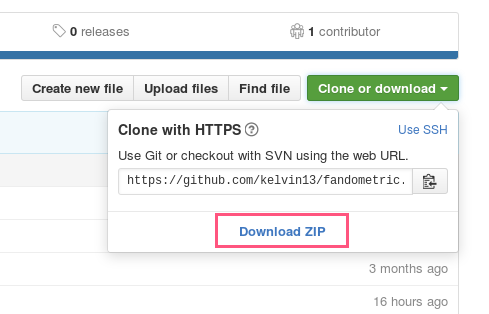 0 releases
1 contributor
Create new file
Upload files
Find file
Clone or download
Clone with HTTPS
Use SSH
Use Git or checkout with SVN using the web URL.
https://github.com/kelvin13/fandometric.
Download ZIP
3 months ago
16 hours ago